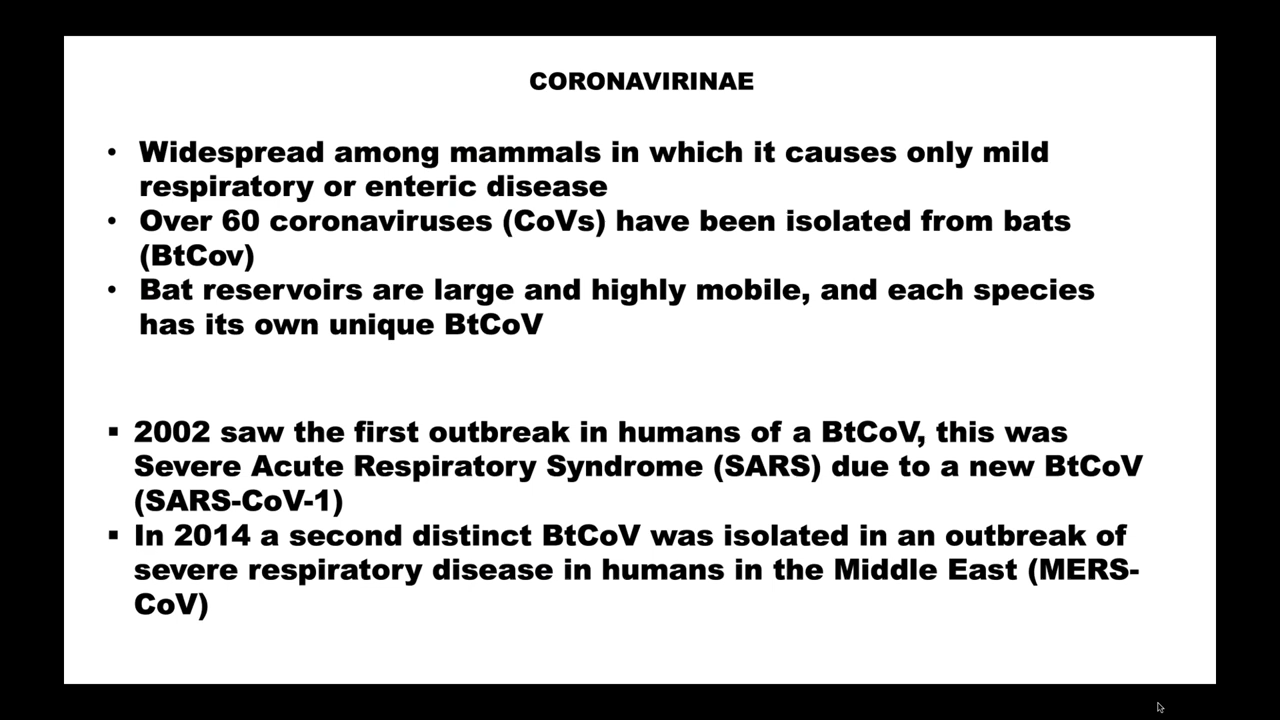 CORONAVIRINAE
• Widespread among mammals in which it causes only mild
respiratory or enteric disease
• Over 60 coronaviruses (CoVs) have been isolated from bats
(BtCov)
• Bat reservoirs are large and highly mobile, and each species
has its own unique BtCoV
▪ 2002 saw the first outbreak in humans of a BtCoV, this was
Severe Acute Respiratory Syndrome (SARS) due to a new BtCoV
(SARS-CoV-1)
▪ In 2014 a second distinct BtCoV was isolated in an outbreak of
severe respiratory disease in humans in the Middle East (MERS-
CoV)